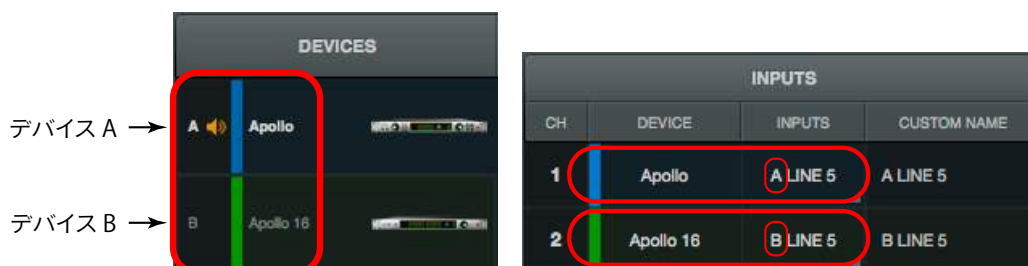 DEVICES
デバイス A
A Apollo
デバイス B
B Apollo 16
INPUTS
CH DEVICE INPUTS CUSTOM NAME
1 Apollo A LINE 5 A LINE 5
2 Apollo 16 B LINE 5 B LINE 5